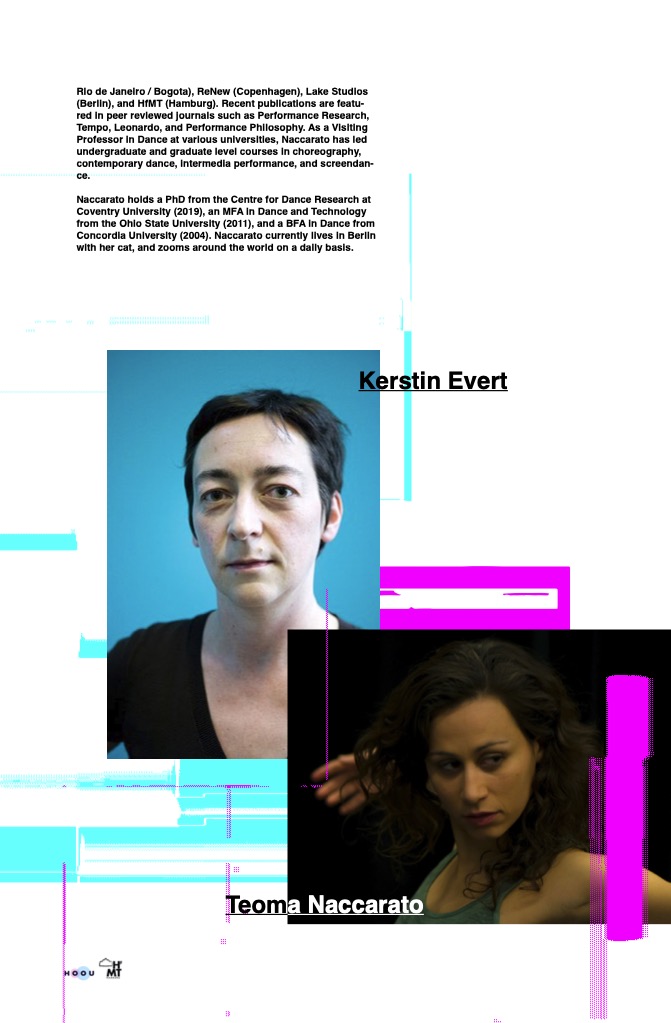 Rio de Janeiro / Bogota), ReNew (Copenhagen), Lake Studios
(Berlin), and HfMT (Hamburg). Recent publications are featu-
red in peer reviewed journals such as Performance Research,
Tempo, Leonardo, and Performance Philosophy. As a Visiting
Professor in Dance at various universities, Naccarato has led
undergraduate and graduate level courses in choreography,
contemporary dance, intermedia performance, and screendan-
ce.
Naccarato holds a PhD from the Centre for Dance Research at
Coventry University (2019), an MFA in Dance and Technology
from the Ohio State University (2011), and a BFA in Dance from
Concordia University (2004). Naccarato currently lives in Berlin
with her cat, and zooms around the world on a daily basis.
Kerstin Evert
Teoma Naccarato
HOOU
H
MT